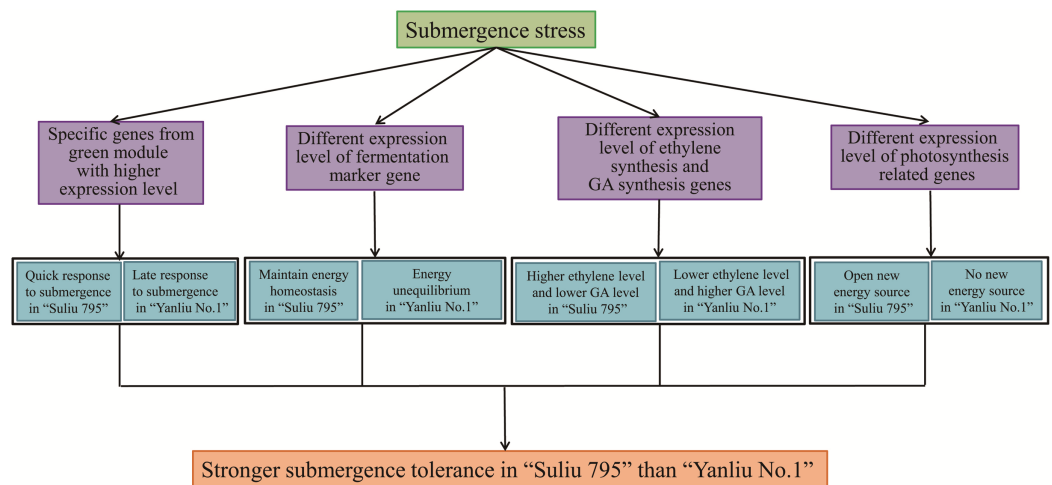 Submergence stress
Specific genes from
green module
with higher
expression level
Different expression
level of fermentation
marker gene
Different expression
level of ethylene
synthesis and
GA synthesis genes
Different expression
level of photosynthesis
related genes
Quick response
to submergence
in “Suliu 795”
Late response
to submergence
in “Yanliu No.1”
Maintain energy
homeostasis
in “Suliu 795”
Energy
unequilibrium
in “Yanliu No.1”
Higher ethylene level
and lower GA level
in “Suliu 795”
Lower ethylene level
and higher GA level
in “Yanliu No.1”
Open new
energy source
in “Suliu 795”
No new
energy source
in “Yanliu No.1”
Stronger submergence tolerance in “Suliu 795” than “Yanliu No.1”